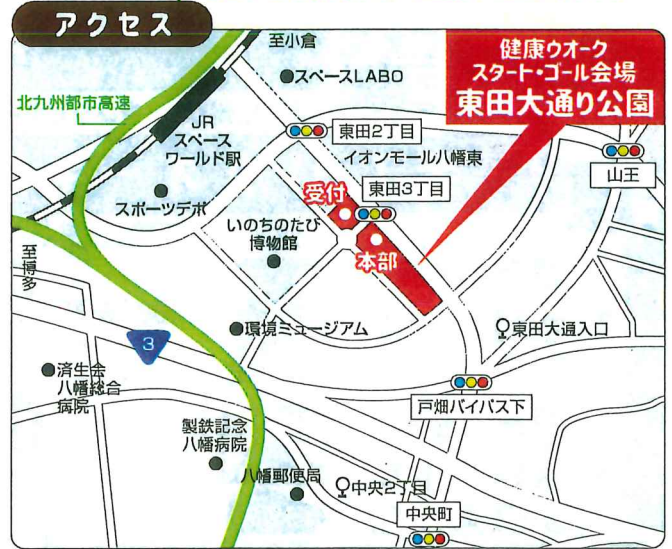 アクセス
至小倉
スペースLABO
健康ウオーク
スタート・ゴール会場
東田大通り公園
北九州都市高速
JR
スペース
ワールド駅
東田2丁目
イオンモール八幡東
山王
東田3丁目
受付
スポーツデポ
いのちのたび
博物館
本部
至博多
環境ミュージアム
東田大通入口
3
済生会
八幡総合
病院
戸畑バイパス下
製鉄記念
八幡病院
八幡郵便局
中央2丁目
中央町